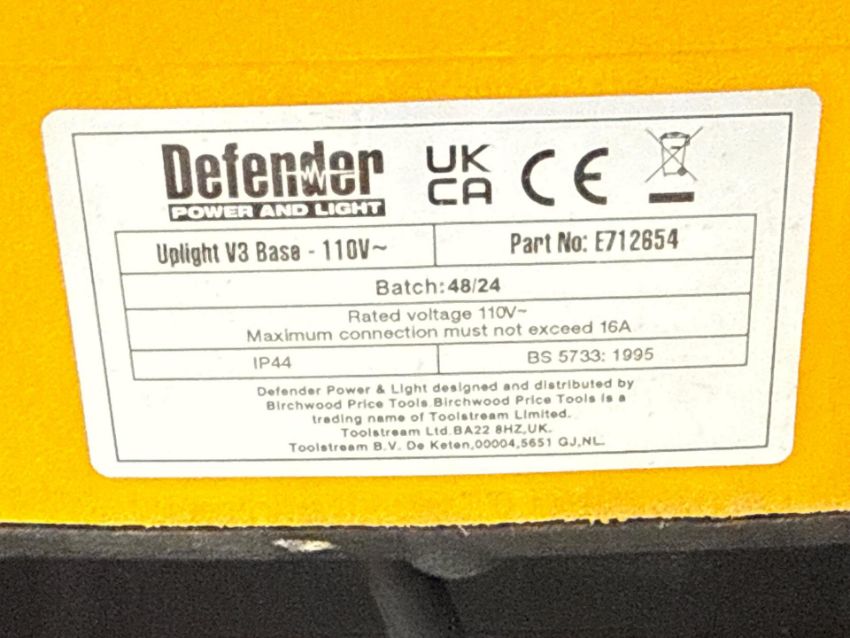 Defender
POWER AND LIGHT
UK
CA
CE
Uplight V3 Base - 110V~
Part No: E712654
Batch: 48/24
Rated voltage 110V~
Maximum connection must not exceed 16A
IP44
BS 5733: 1995
Defender Power & Light designed and distributed by
Birchwood Price Tools Birchwood Price Tools is a
trading name of Toolstream Limited.
Toolstream Ltd.BA22 8HZ,UK.
Toolstream B.V. De Keten,00004,5651 GJ,NL.